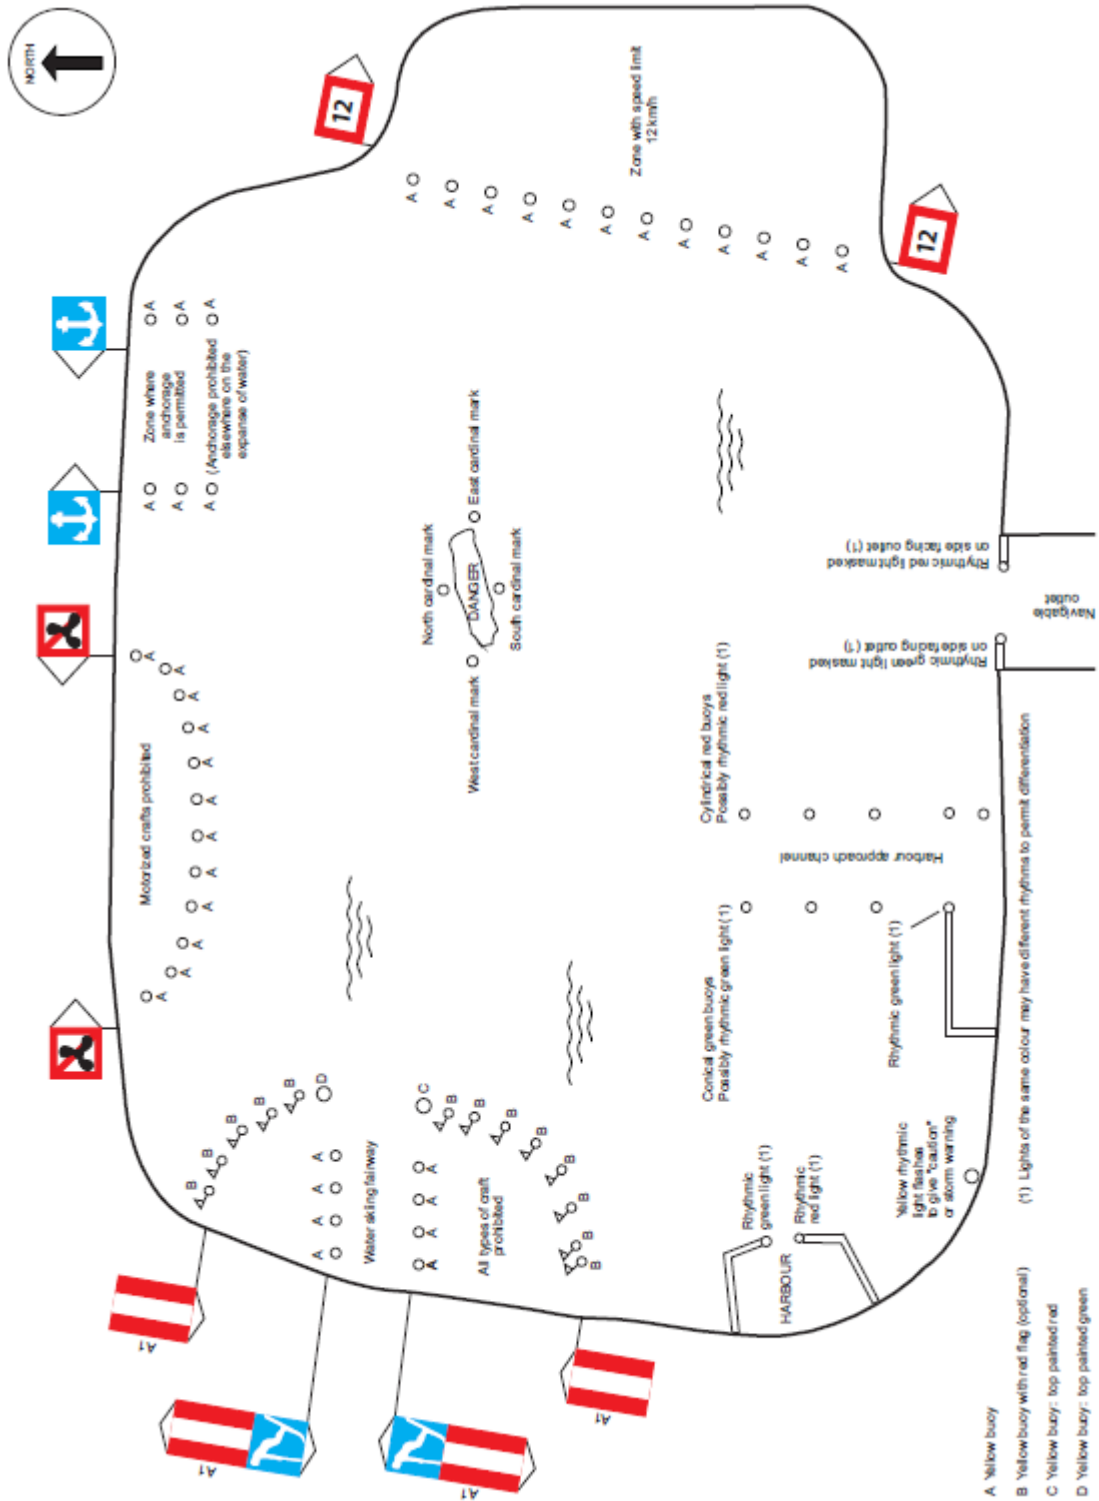 NORTH
12
Zone with speed limit
12 km/h
A
A
A
A
A
A
A
A
A
A
A
A
12
Zone where
anchorage
is permitted
(Anchorage prohibited
elsewhere on the
expanse of water)
A
A
A
A
A
A
North cardinal mark
East cardinal mark
DANGER
South cardinal mark
West cardinal mark
Motorized crafts prohibited
A
A
A
A
A
A
A
A
A
A
A
A
B
B
B
B
B
B
D
A
A
A
A
Water skiing fairway
C
A
A
A
A
All types of craft
prohibited
B
B
B
B
B
B
B
B
A1
A1
A1
A1
Rhythmic red light masked
on side facing outlet (1)
Navigable
outlet
Rhythmic green light masked
on side facing outlet (1)
Cylindrical red buoys
Possibly rhythmic red light (1)
Harbour approach channel
Conical green buoys
Possibly rhythmic green light (1)
Rhythmic green light (1)
Rhythmic
green light (1)
Rhythmic
red light (1)
HARBOUR
Yellow rhythmic
light flashes
to give "caution"
or storm warning
A Yellow buoy
B Yellow buoy with red flag (optional)
C Yellow buoy: top painted red
D Yellow buoy: top painted green
(1) Lights of the same colour may have different rhythms to permit differentiation